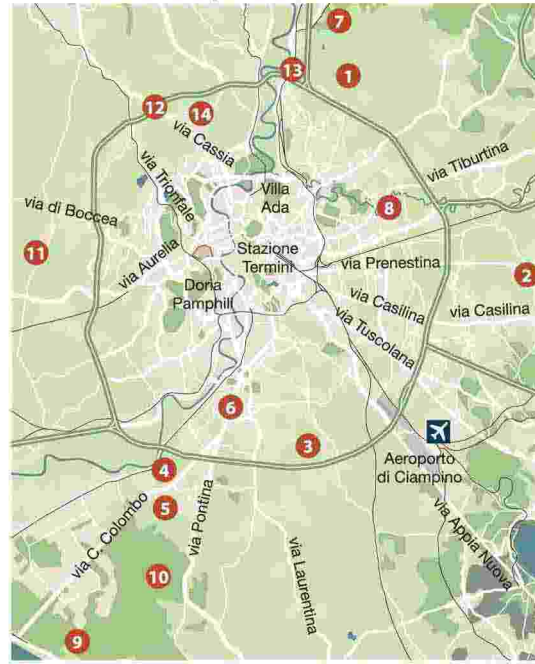 7
13
1
12
14
via Cassia
via Tiburtina
via Trionfale
Villa
Ada
8
via di Boccea
11
via Aurelia
Stazione
Termini
via Prenestina
2
Doria
Pamphili
via Casilina
via Casilina
via Tuscolana
6
3
Aeroporto
di Ciampino
4
5
via C. Colombo
via Pontina
via Appia Nuova
via Laurentina
10
9